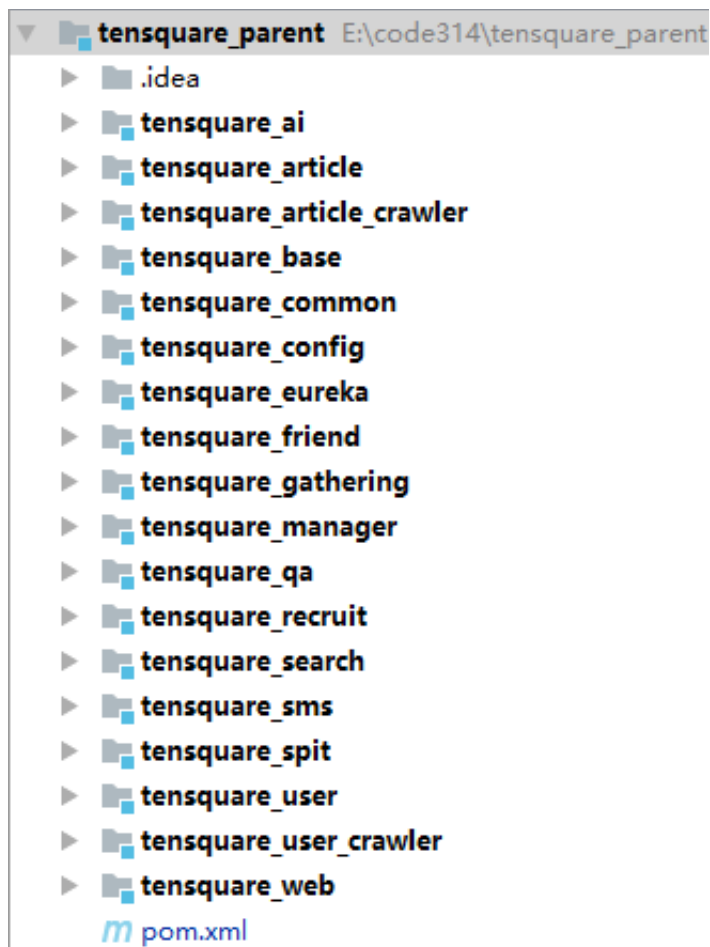 tensquare_parent E:\code314\tensquare_parent
.idea
tensquare_ai
tensquare_article
tensquare_article_crawler
tensquare_base
tensquare_common
tensquare_config
tensquare_eureka
tensquare_friend
tensquare_gathering
tensquare_manager
tensquare_qa
tensquare_recruit
tensquare_search
tensquare_sms
tensquare_spit
tensquare_user
tensquare_user_crawler
tensquare_web
m pom.xml